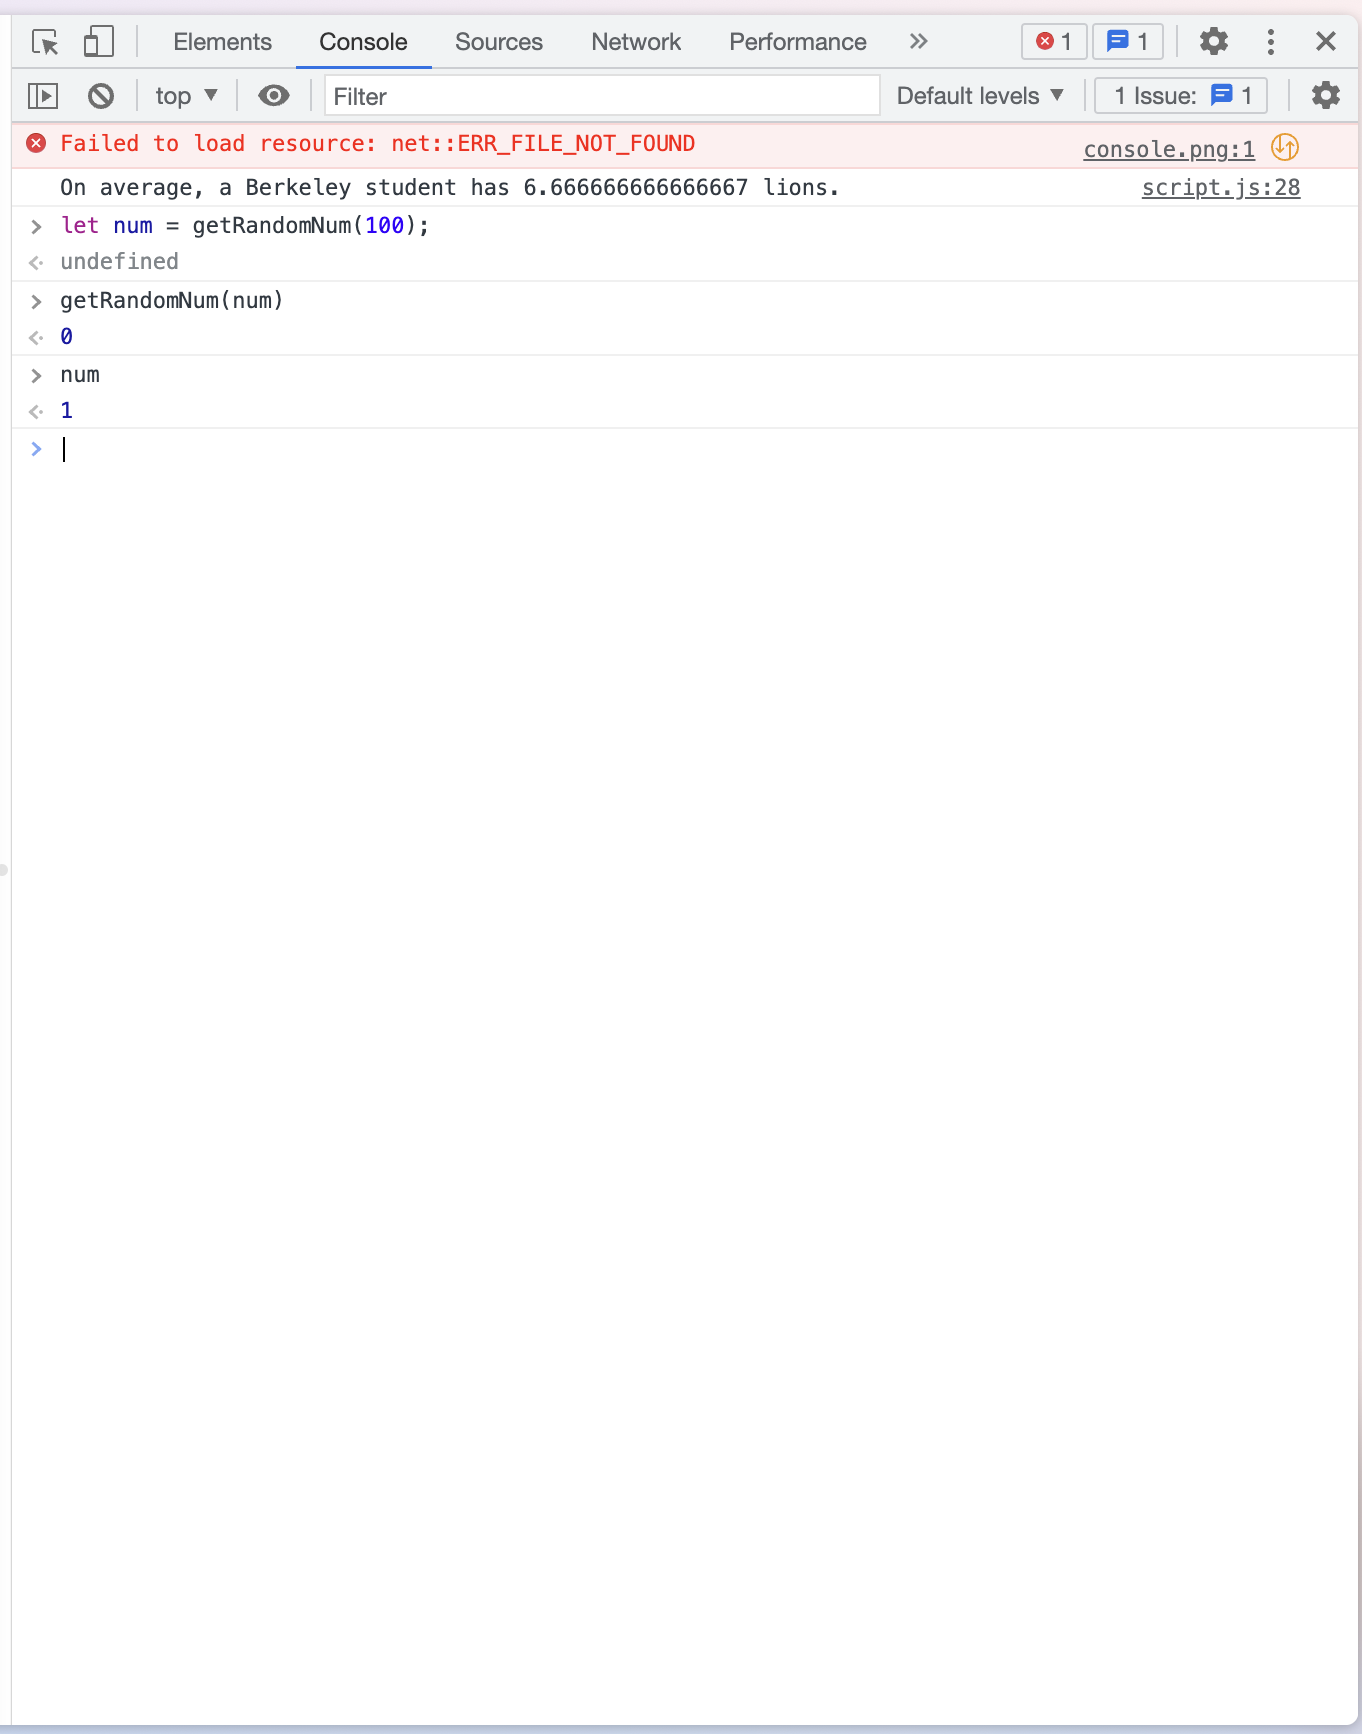 Elements Console Sources Network Performance 1 1
top Filter Default levels 1 Issue: 1
Failed to load resource: net::ERR_FILE_NOT_FOUND console.png:1
On average, a Berkeley student has 6.666666666666667 lions. script.js:28
let num = getRandomNum(100);
undefined
getRandomNum(num)
0
num
1